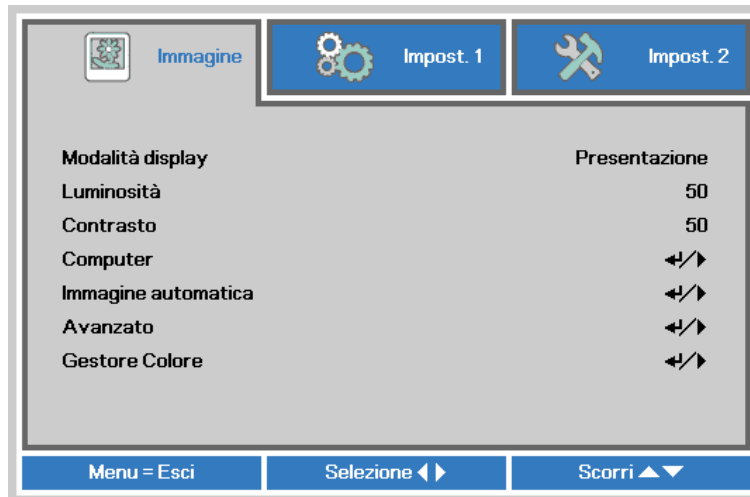 Immagine Impost. 1 Impost. 2
Modalità display Presentazione
Luminosità 50
Contrasto 50
Computer
Immagine automatica
Avanzato
Gestore Colore
Menu = Esci Selezione Scorri